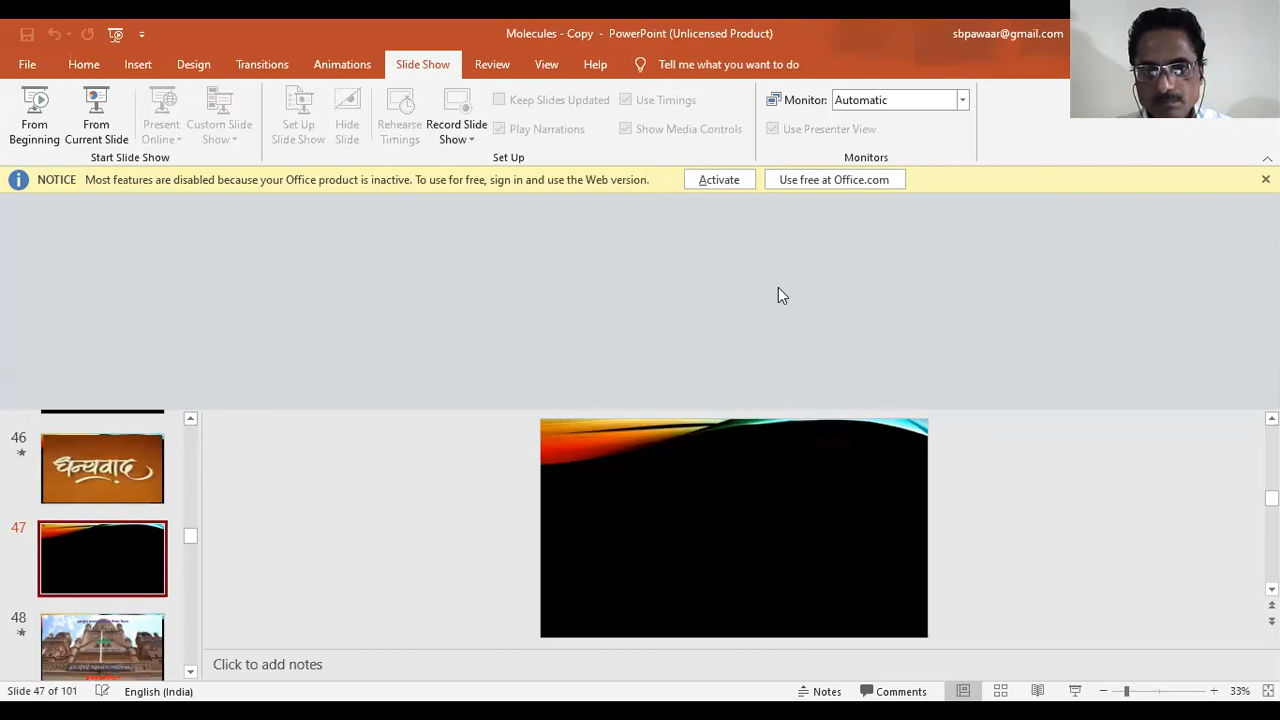 Molecules - Copy - PowerPoint (Unlicensed Product)
sbpawaar@gmail.com
File Home Insert Design Transitions Animations Slide Show Review View Help Tell me what you want to do
From Beginning
From Current Slide
Present Online
Custom Slide Show
Start Slide Show
Set Up Slide Show
Hide Slide
Rehearse Timings
Record Slide Show
Keep Slides Updated
Play Narrations
Use Timings
Show Media Controls
Set Up
Monitor: Automatic
Use Presenter View
Monitors
NOTICE Most features are disabled because your Office product is inactive. To use for free, sign in and use the Web version. Activate Use free at Office.com
46
धन्यवाद
47
48
Click to add notes
Slide 47 of 101 English (India) Notes Comments 33%